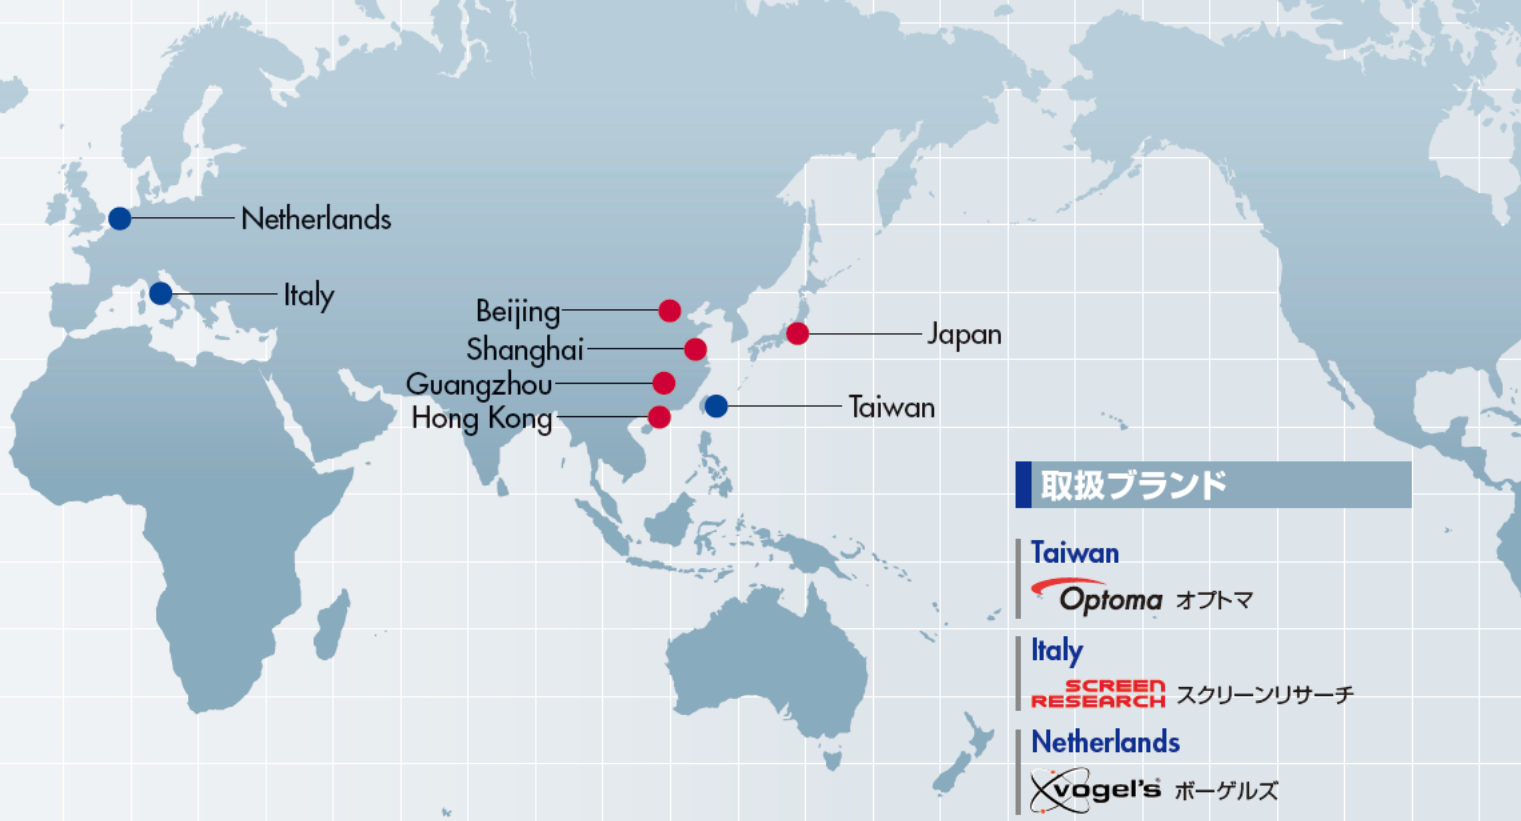 Netherlands
Italy
Beijing
Shanghai
Guangzhou
Hong Kong
Japan
Taiwan
取扱ブランド
Taiwan
Optoma オプトマ
Italy
SCREEN
RESEARCH スクリーンリサーチ
Netherlands
vogel's® ボーゲルズ